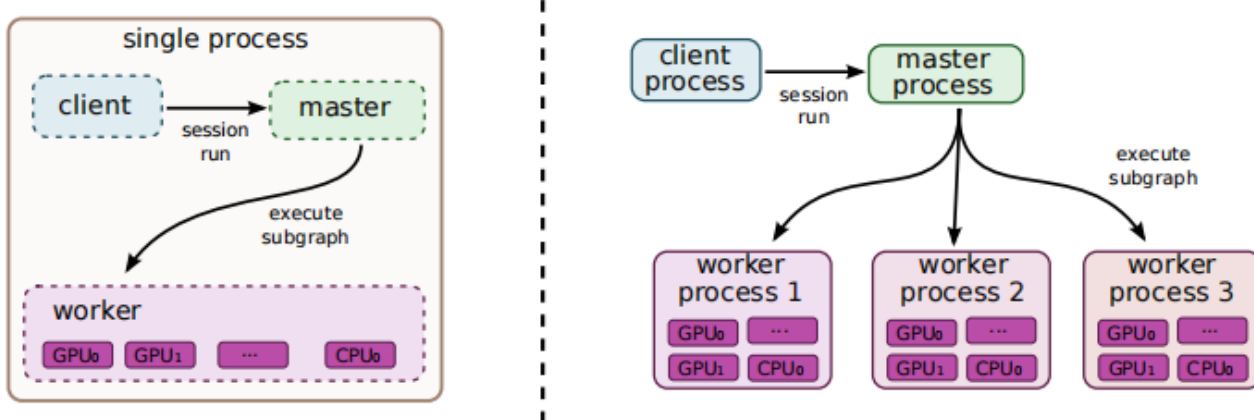 single process
client
master
session
run
execute
subgraph
worker
GPU₀
GPU₁
...
CPU₀
client
process
master
process
session
run
execute
subgraph
worker
process 1
GPU₀
...
GPU₁
CPU₀
worker
process 2
GPU₀
...
GPU₁
CPU₀
worker
process 3
GPU₀
...
GPU₁
CPU₀